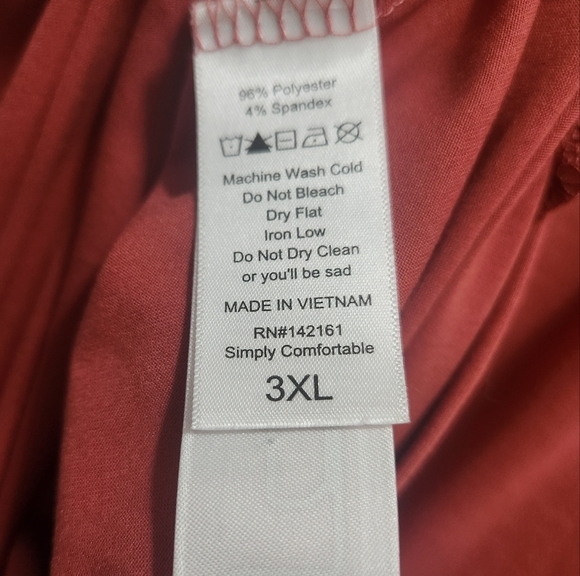 96% Polyester
4% Spandex
Machine Wash Cold
Do Not Bleach
Dry Flat
Iron Low
Do Not Dry Clean
or you'll be sad
MADE IN VIETNAM
RN#142161
Simply Comfortable
3XL